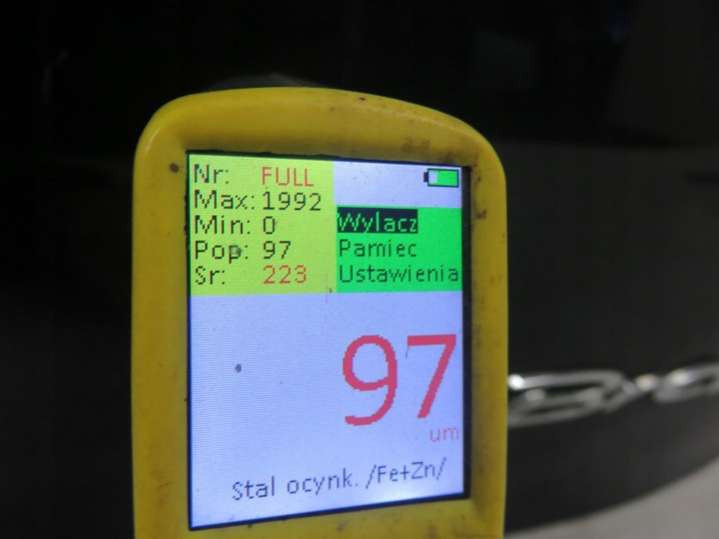 Nr: FULL
Max: 1992
Min: 0
Pop: 97
Sr: 223
Wylacz
Pamiec
Ustawienia
97
um
Stal ocynk. /Fe+Zn/